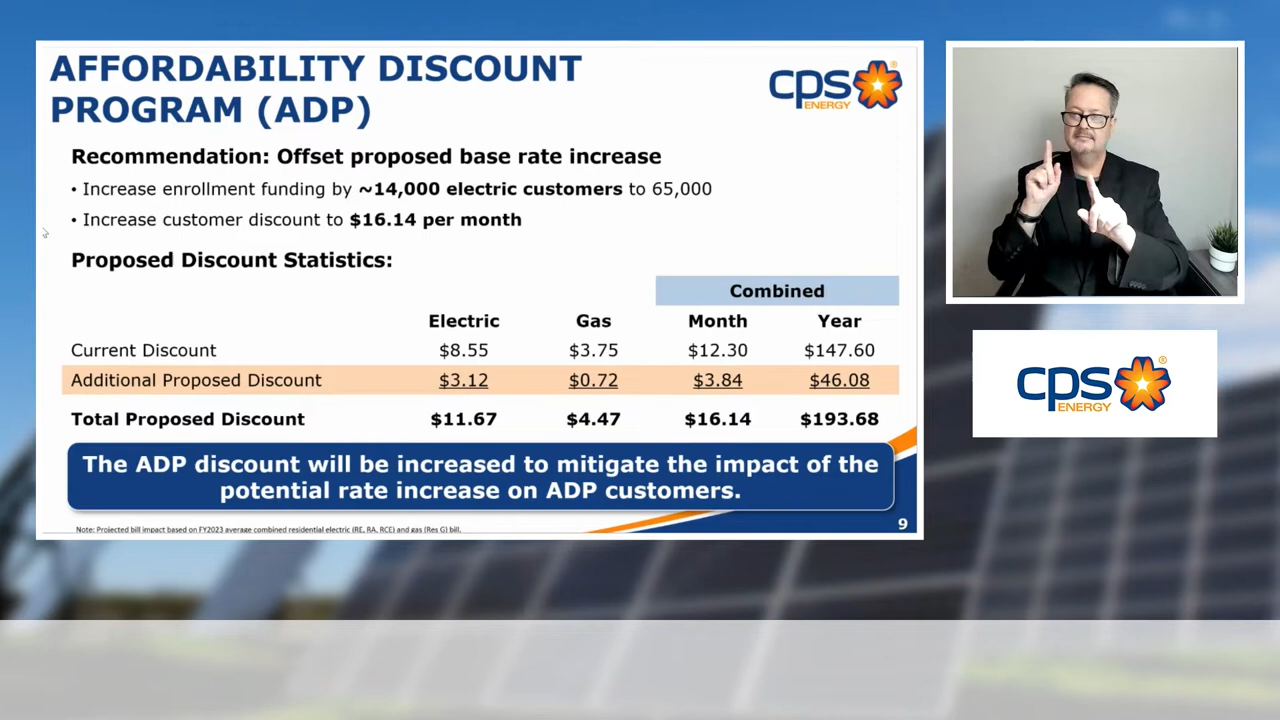 AFFORDABILITY DISCOUNT
PROGRAM (ADP)
cps
ENERGY
®
Recommendation: Offset proposed base rate increase
• Increase enrollment funding by ~14,000 electric customers to 65,000
• Increase customer discount to $16.14 per month
Proposed Discount Statistics:
Combined
Electric Gas Month Year
Current Discount $8.55 $3.75 $12.30 $147.60
Additional Proposed Discount $3.12 $0.72 $3.84 $46.08
Total Proposed Discount $11.67 $4.47 $16.14 $193.68
The ADP discount will be increased to mitigate the impact of the
potential rate increase on ADP customers.
Note: Projected bill impact based on FY2023 average combined residential electric (RE, RA, RCE) and gas (Res G) bill.
9
cps
ENERGY
®